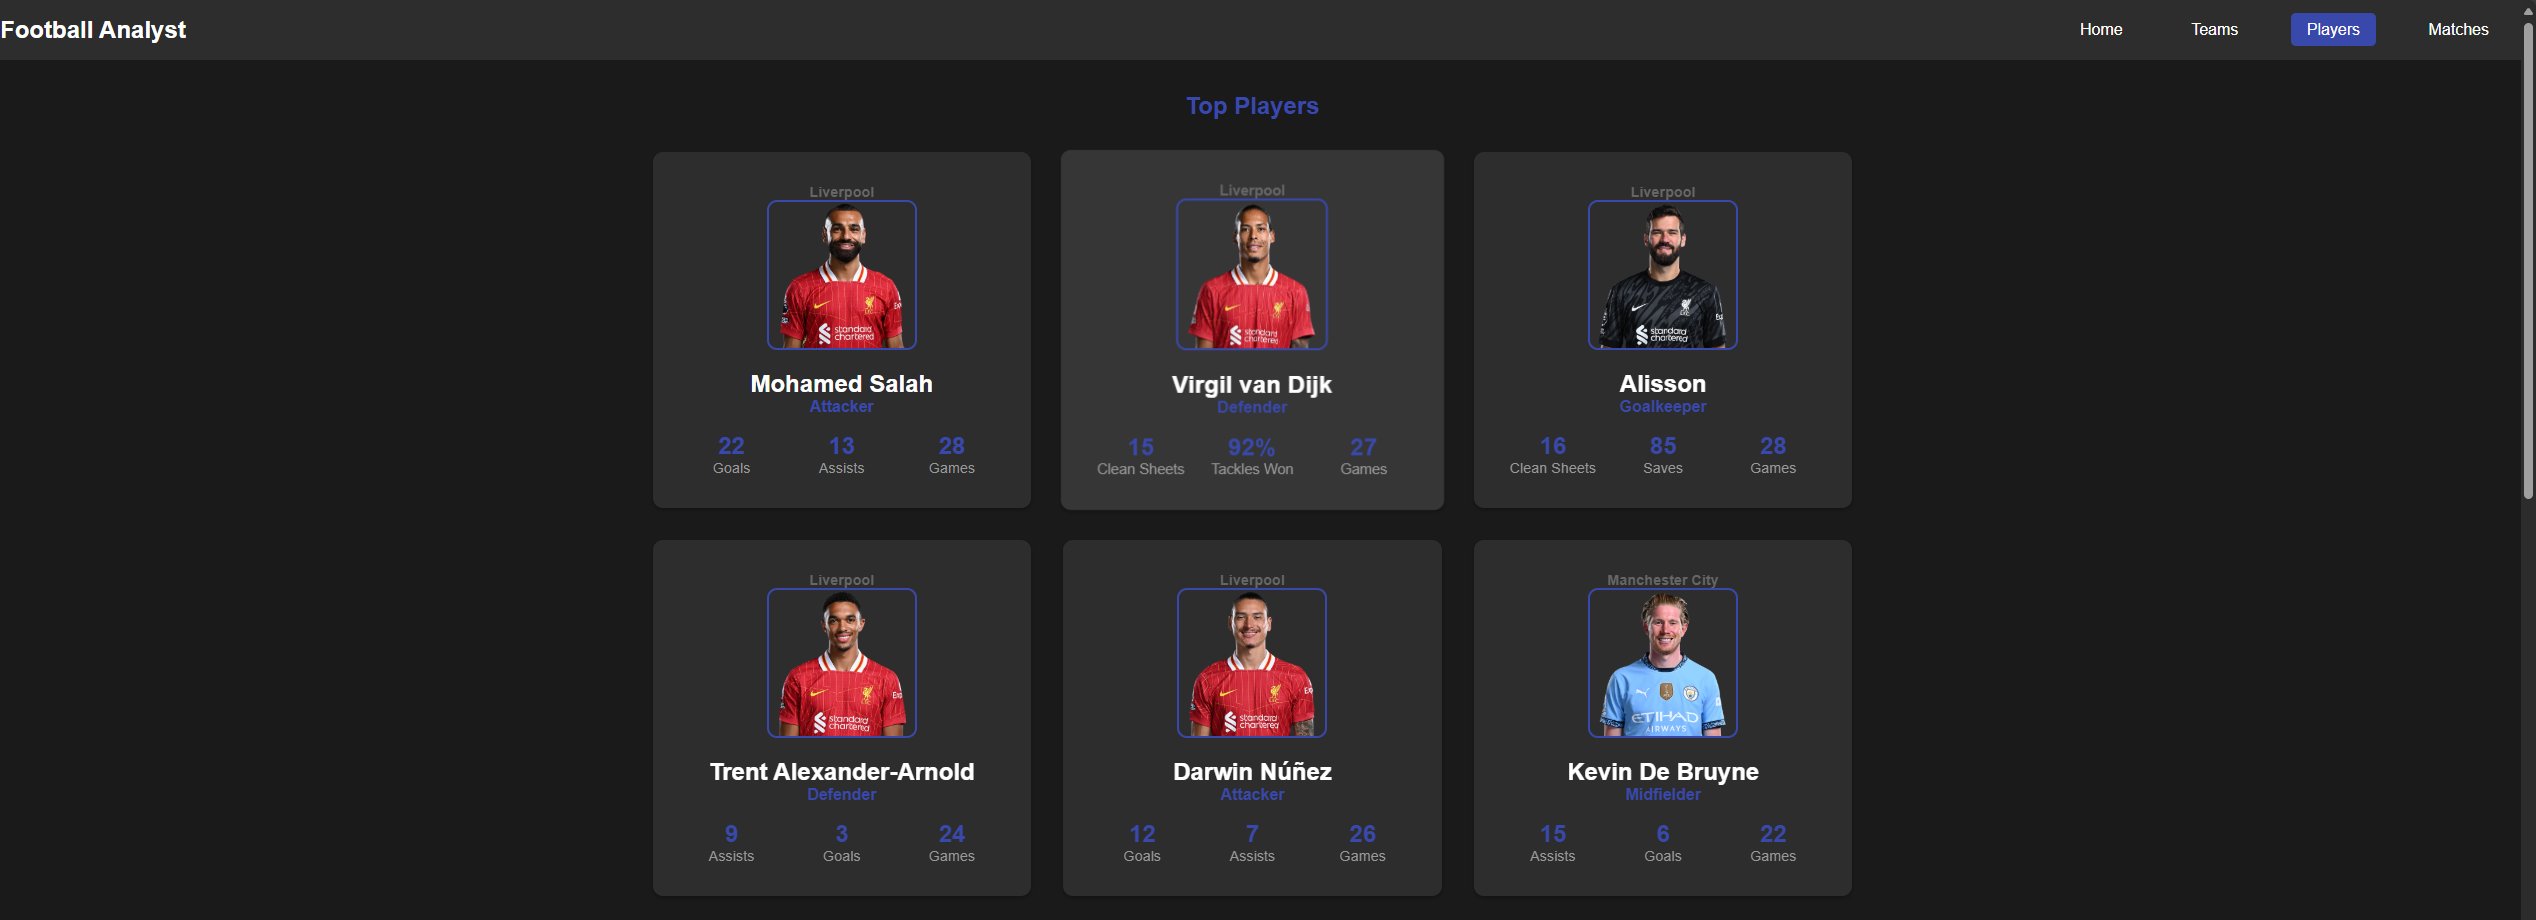 Football Analyst
Home Teams Players Matches
Top Players
Liverpool
standard chartered
Mohamed Salah
Attacker
22 13 28
Goals Assists Games
Liverpool
standard chartered
Virgil van Dijk
Defender
15 92% 27
Clean Sheets Tackles Won Games
Liverpool
standard chartered
Alisson
Goalkeeper
16 85 28
Clean Sheets Saves Games
Liverpool
standard chartered
Trent Alexander-Arnold
Defender
9 3 24
Assists Goals Games
Liverpool
standard chartered
Darwin Núñez
Attacker
12 7 26
Goals Assists Games
Manchester City
ETIHAD
AIRWAYS
Kevin De Bruyne
Midfielder
15 6 22
Assists Goals Games